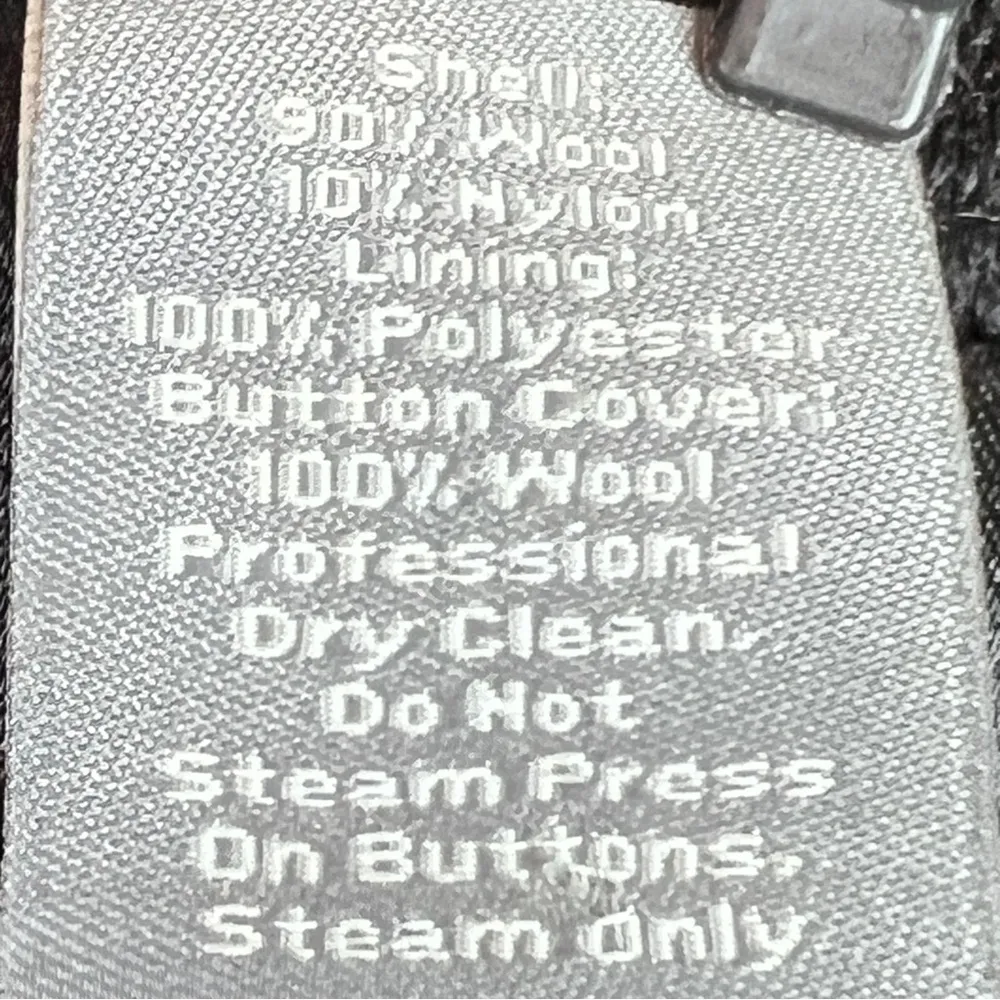 Shell:
90% Wool
10% Nylon
Lining:
100% Polyester
Button Cover:
100% Wool
Professional
Dry Clean.
Do Not
Steam Press
On Buttons.
Steam Only